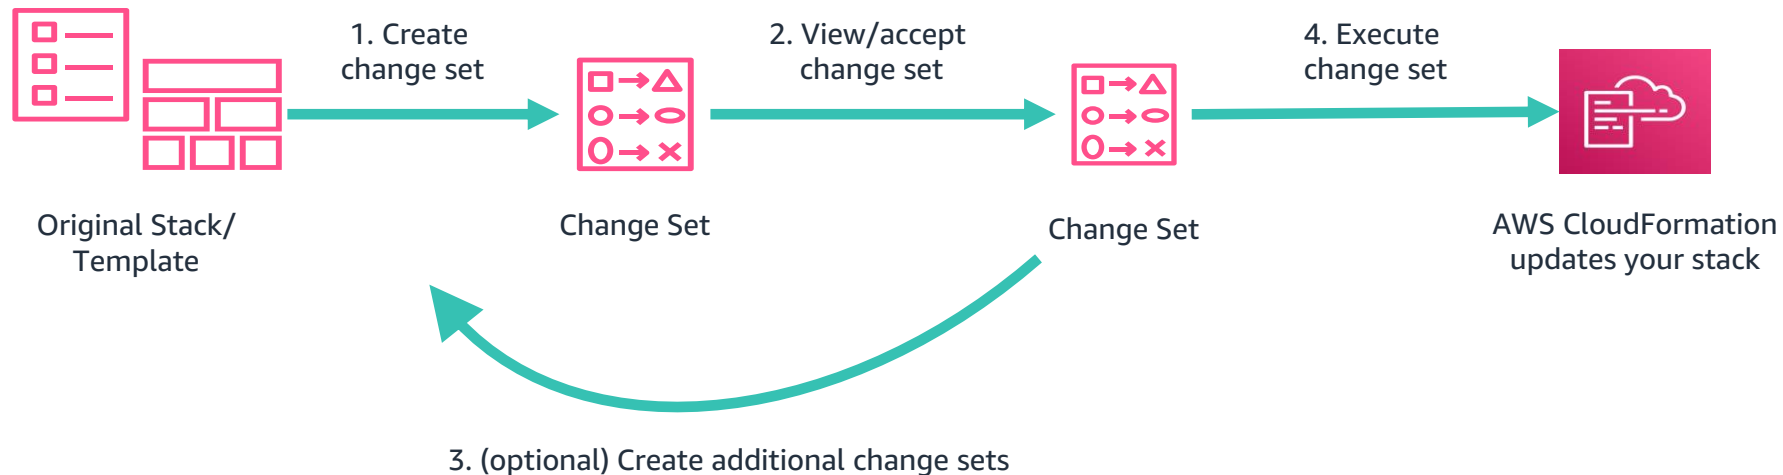 1. Create
change set
2. View/accept
change set
4. Execute
change set
Original Stack/
Template
Change Set
Change Set
AWS CloudFormation
updates your stack
3. (optional) Create additional change sets